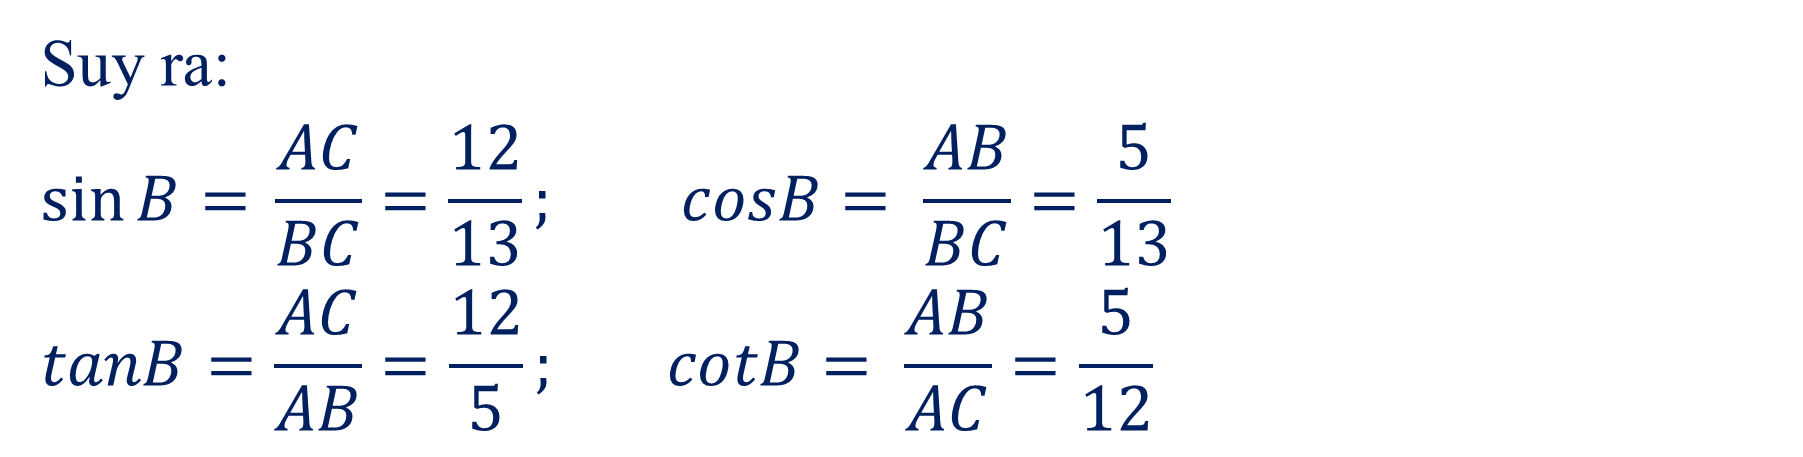 Suy ra:
sin B = AC/BC = 12/13; cosB = AB/BC = 5/13
tanB = AC/AB = 12/5; cotB = AB/AC = 5/12